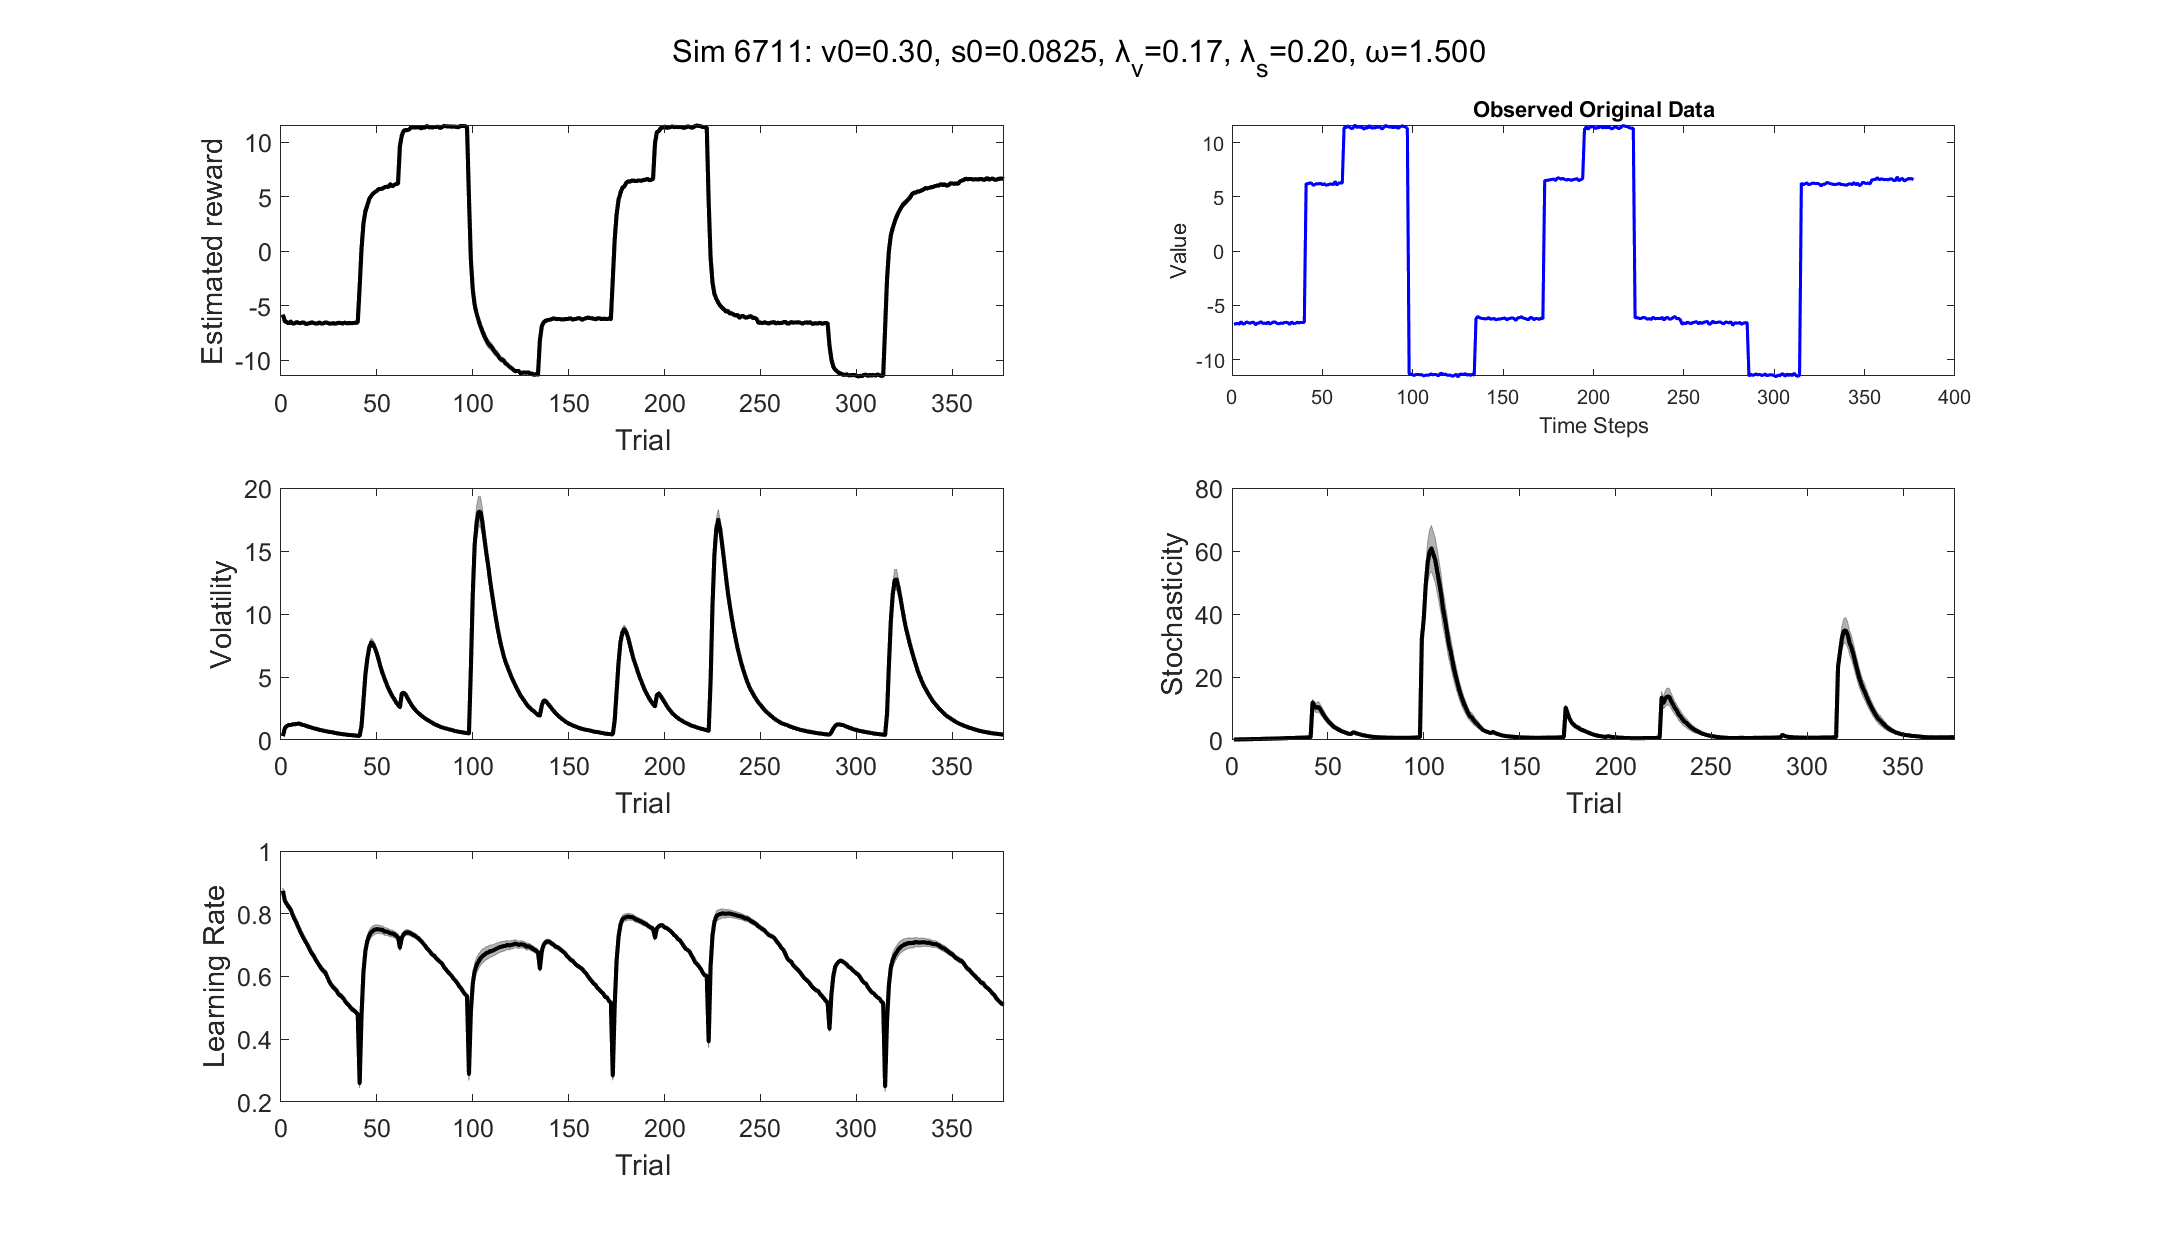 Sim 6711: v0=0.30, s0=0.0825, λv=0.17, λs=0.20, ω=1.500
Estimated reward
10
5
0
-5
-10
0 50 100 150 200 250 300 350
Trial
Observed Original Data
Value
10
5
0
-5
-10
0 50 100 150 200 250 300 350 400
Time Steps
Volatility
20
15
10
5
0
0 50 100 150 200 250 300 350
Trial
Stochasticity
80
60
40
20
0
0 50 100 150 200 250 300 350
Trial
Learning Rate
1
0.8
0.6
0.4
0.2
0 50 100 150 200 250 300 350
Trial